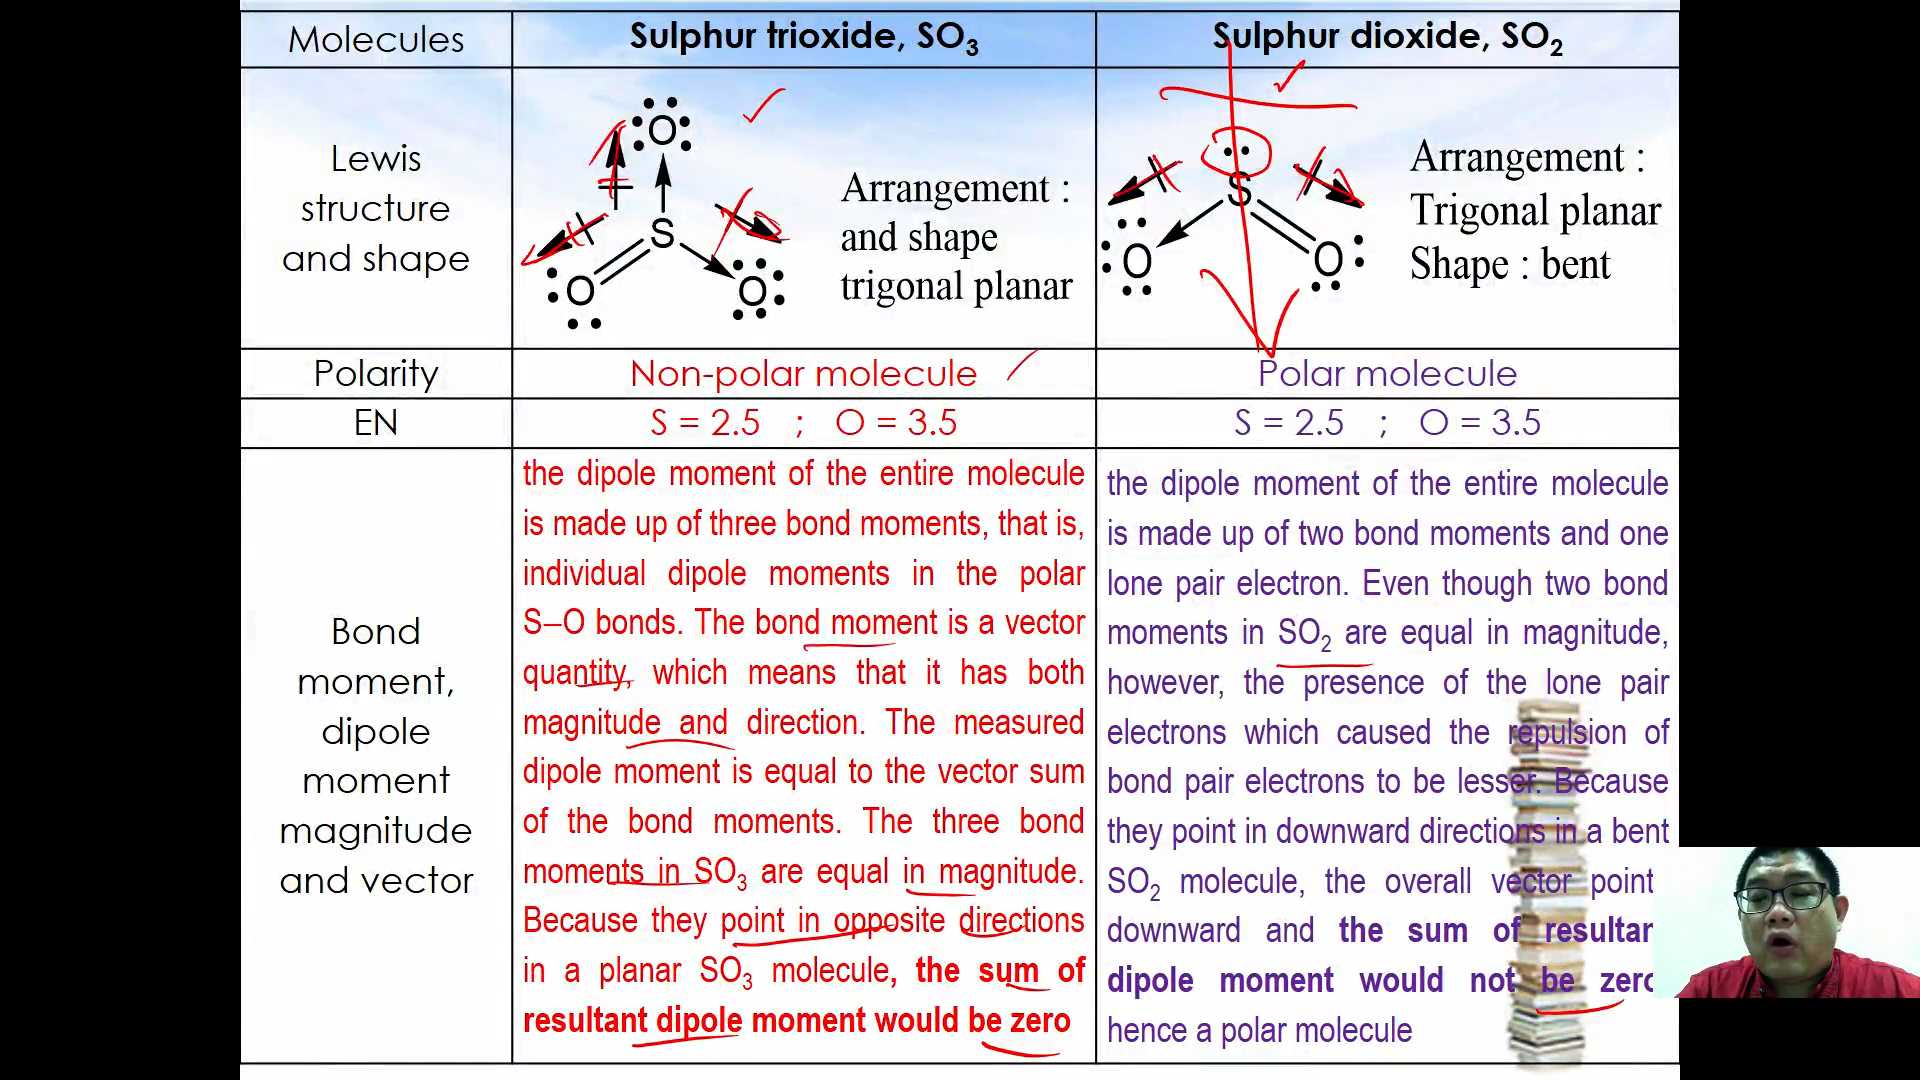 Molecules
Sulphur trioxide, SO₃
Sulphur dioxide, SO₂
Lewis
structure
and shape
O
S
O
O
Arrangement :
and shape
trigonal planar
S
O
O
Arrangement :
Trigonal planar
Shape : bent
Polarity
Non-polar molecule
Polar molecule
EN
S = 2.5 ; O = 3.5
S = 2.5 ; O = 3.5
Bond
moment,
dipole
moment
magnitude
and vector
the dipole moment of the entire molecule
is made up of three bond moments, that is,
individual dipole moments in the polar
S–O bonds. The bond moment is a vector
quantity, which means that it has both
magnitude and direction. The measured
dipole moment is equal to the vector sum
of the bond moments. The three bond
moments in SO₃ are equal in magnitude.
Because they point in opposite directions
in a planar SO₃ molecule, the sum of
resultant dipole moment would be zero
the dipole moment of the entire molecule
is made up of two bond moments and one
lone pair electron. Even though two bond
moments in SO₂ are equal in magnitude,
however, the presence of the lone pair
electrons which caused the repulsion of
bond pair electrons to be lesser. Because
they point in downward directions in a bent
SO₂ molecule, the overall vector point
downward and the sum of resultan
dipole moment would not be zero
hence a polar molecule